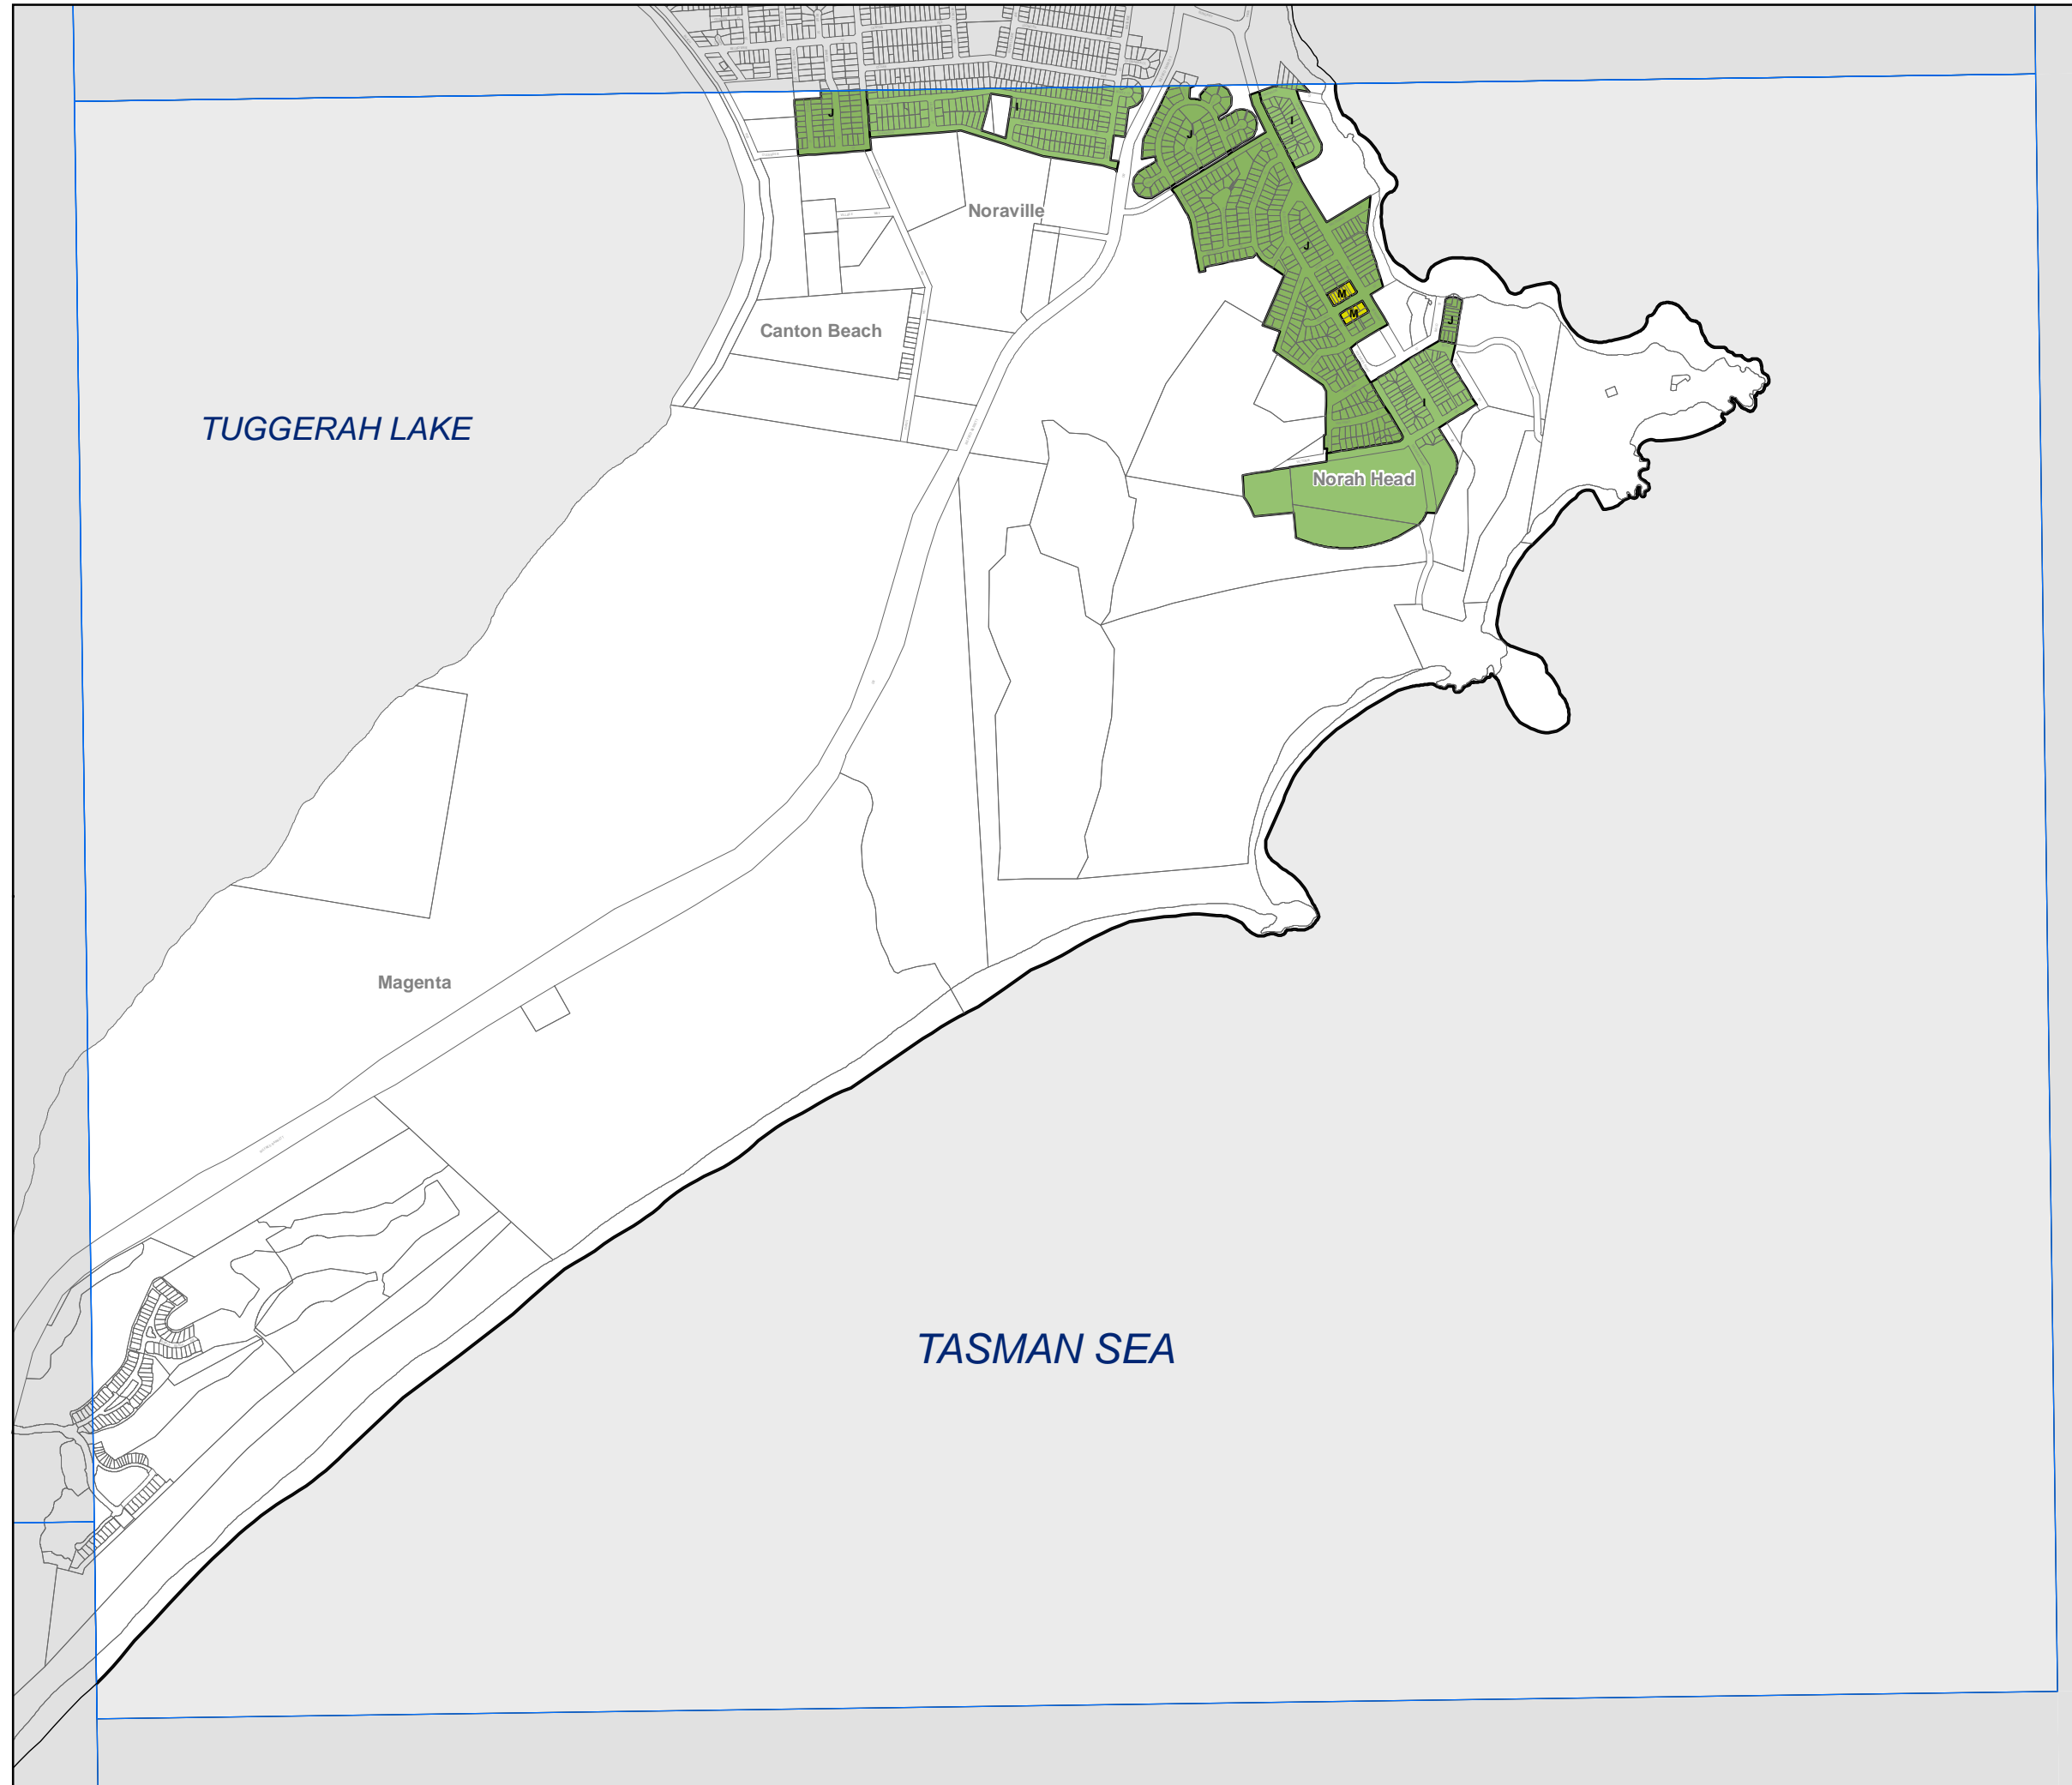 J
I
J
I
Noraville
J
M
M
Canton Beach
J
I
TUGGERAH LAKE
Norah Head
Magenta
TASMAN SEA